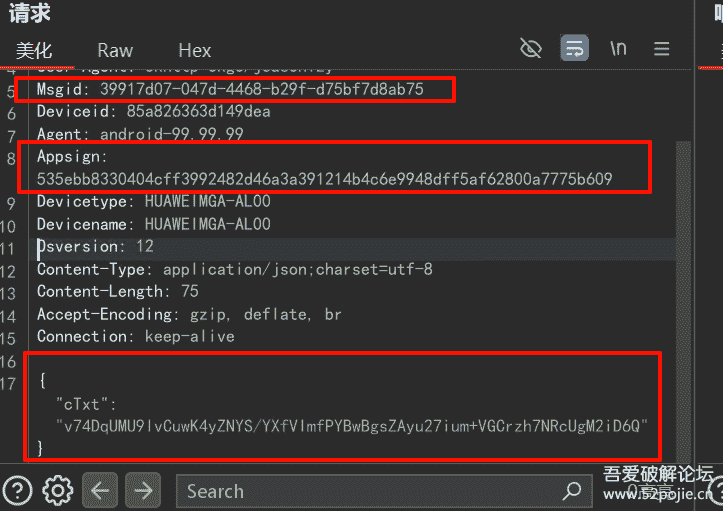 请求
美化 Raw Hex \n
5 Msgid: 39917d07-047d-4468-b29f-d75bf7d8ab75
6 Deviceid: 85a826363d149dea
7 Agent: android-99.99.99
8 Appsign:
535ebb8330404cff3992482d46a3a391214b4c6e9948dff5af62800a7775b609
9 Devicetype: HUAWEIMGA-AL00
10 Devicename: HUAWEIMGA-AL00
11 Osversion: 12
12 Content-Type: application/json;charset=utf-8
13 Content-Length: 75
14 Accept-Encoding: gzip, deflate, br
15 Connection: keep-alive
16
17 {
"cTxt":
"v74DqUMU9lvCuwK4yZNYS/YXfVlmfPYBwBgsZAyu27ium+VGCrzh7NRcUgM2iD6Q"
}
Search
吾爱破解论坛
www.52pojie.cn